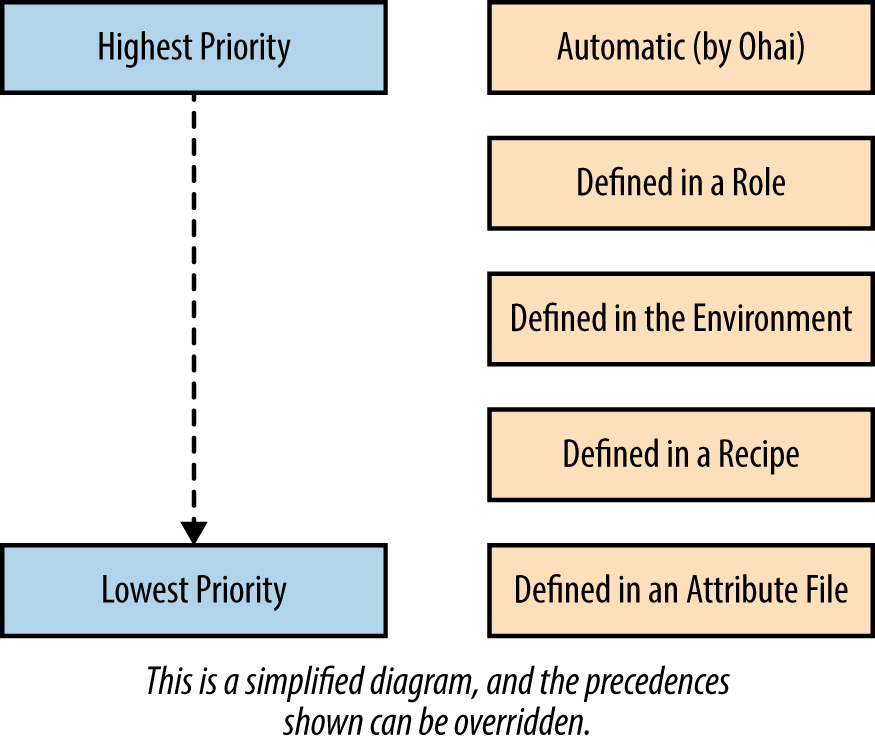 Highest Priority
Automatic (by Ohai)
Defined in a Role
Defined in the Environment
Defined in a Recipe
Lowest Priority
Defined in an Attribute File
This is a simplified diagram, and the precedences
shown can be overridden.